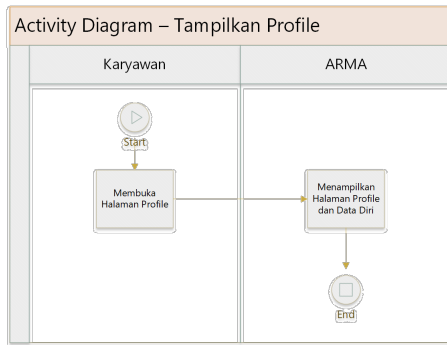 Activity Diagram – Tampilkan Profile
Karyawan
ARMA
Start
Membuka
Halaman Profile
Menampilkan
Halaman Profile
dan Data Diri
End